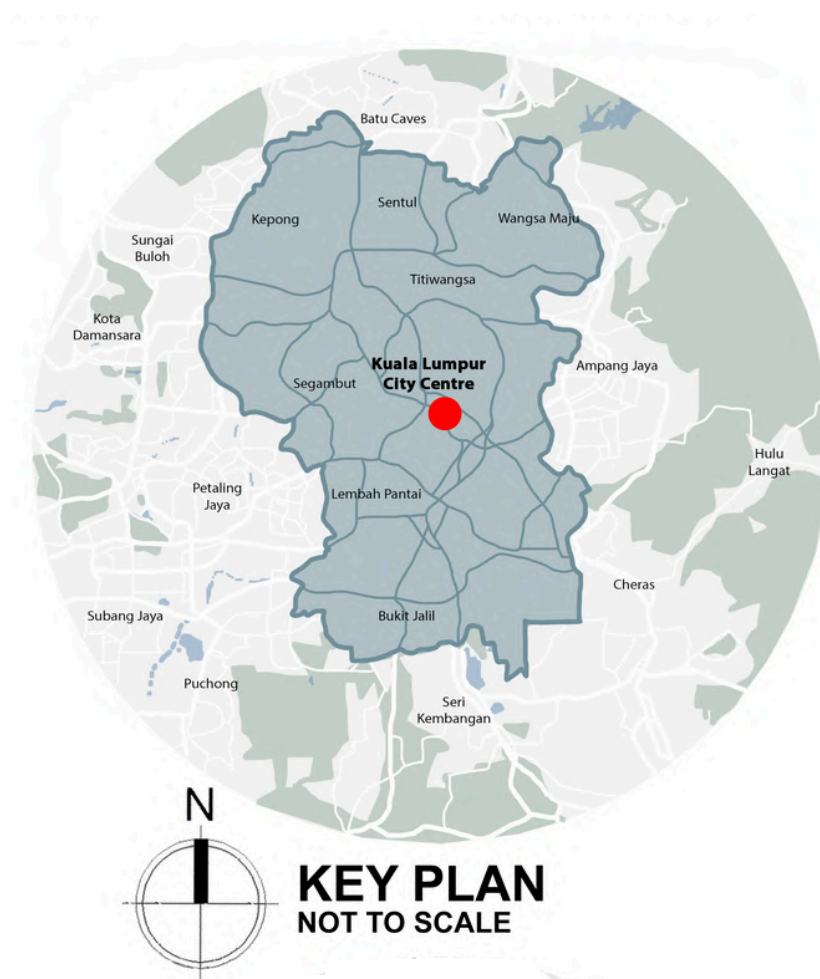 Batu Caves
Sentul
Kepong
Wangsa Maju
Sungai
Buloh
Titiwangsa
Kota
Damansara
Kuala Lumpur
City Centre
Ampang Jaya
Segambut
Hulu
Langat
Petaling
Jaya
Lembah Pantai
Cheras
Subang Jaya
Bukit Jalil
Puchong
Seri
Kembangan
N
KEY PLAN
NOT TO SCALE